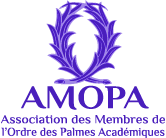 AMOPA
Association des Membres de
l'Ordre des Palmes Académiques